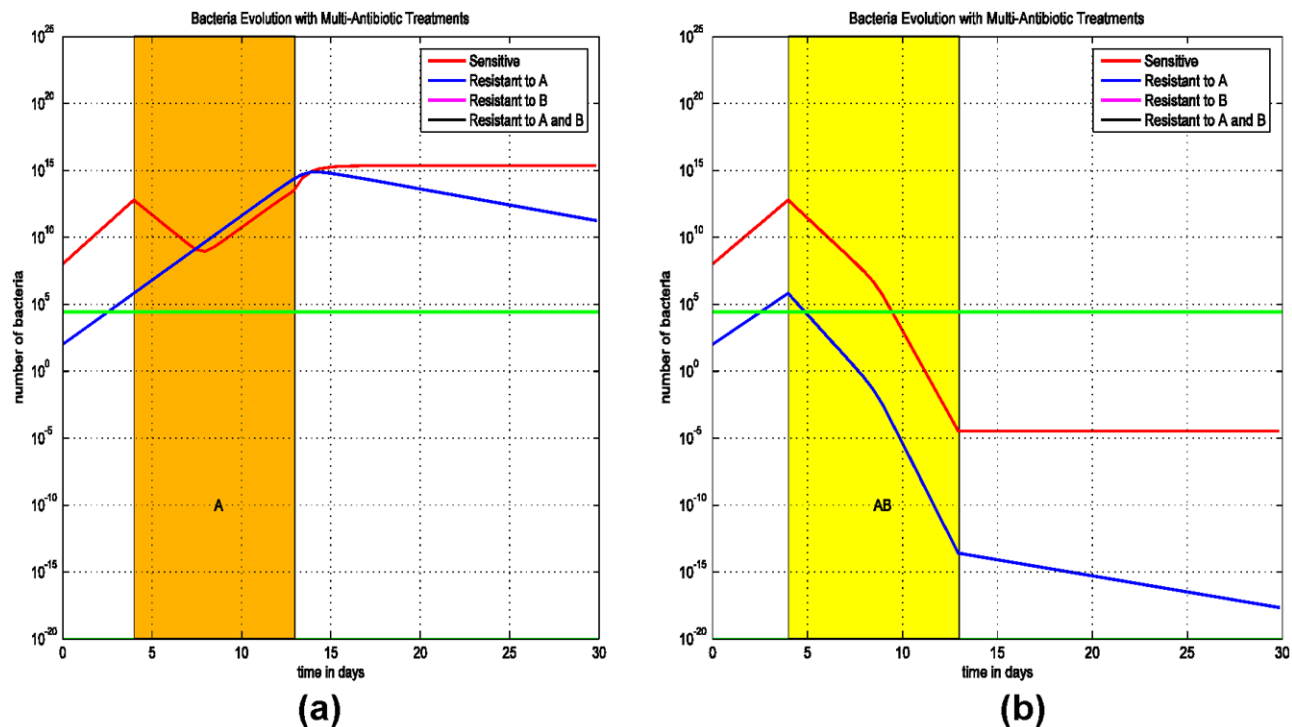 Bacteria Evolution with Multi-Antibiotic Treatments
10^25
10^20
10^15
10^10
10^5
10^0
10^-5
10^-10
10^-15
10^-20
number of bacteria
Sensitive
Resistant to A
Resistant to B
Resistant to A and B
A
0 5 10 15 20 25 30
time in days
(a)
Bacteria Evolution with Multi-Antibiotic Treatments
10^25
10^20
10^15
10^10
10^5
10^0
10^-5
10^-10
10^-15
10^-20
number of bacteria
Sensitive
Resistant to A
Resistant to B
Resistant to A and B
AB
0 5 10 15 20 25 30
time in days
(b)